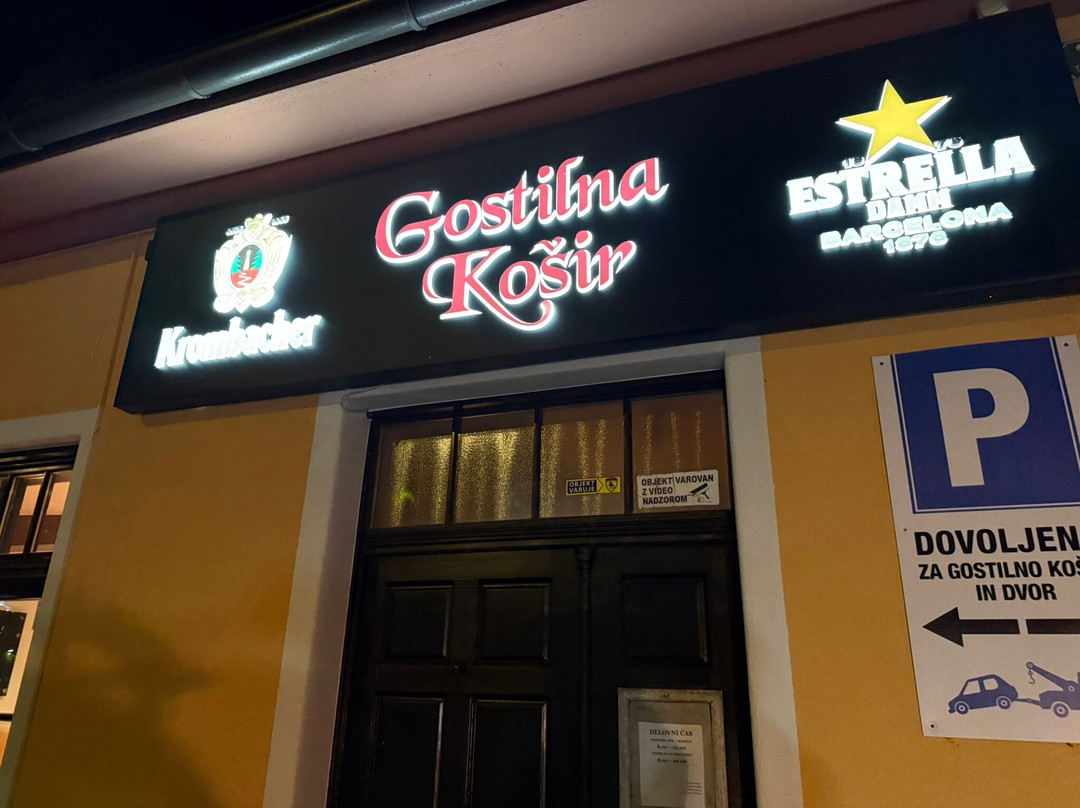 Krombacher
Gostilna
Košir
ESTRELLA
DAMM
BARCELONA
1876
OBJEKT
VARUJE
OBJEKT VAROVAN
Z VIDEO
NADZOROM
P
DOVOLJEN
ZA GOSTILNO KOŠ
IN DVOR
DELOVNI ČAS